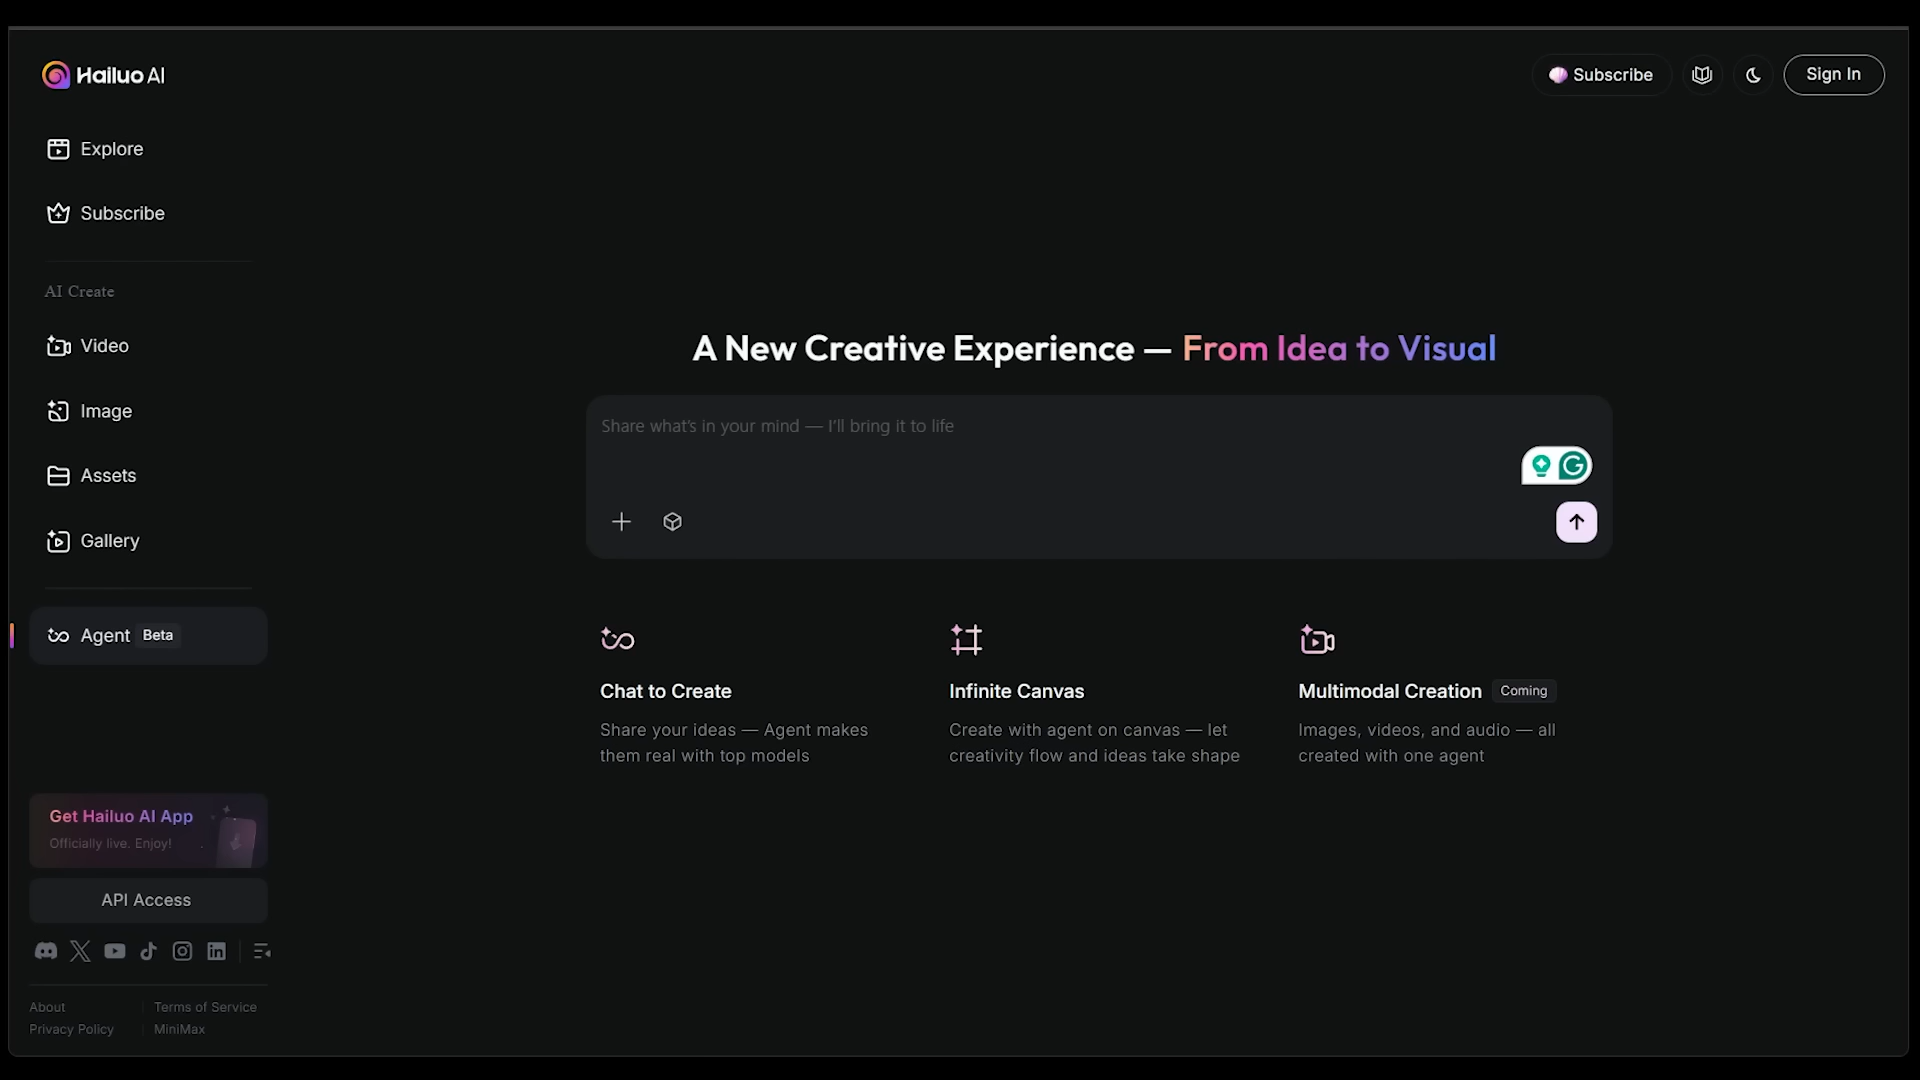 Hailuo AI
Subscribe
Sign In
Explore
Subscribe
AI Create
Video
Image
Assets
Gallery
Agent Beta
Get Hailuo AI App
Officially live. Enjoy!
API Access
About
Terms of Service
Privacy Policy
MiniMax
A New Creative Experience — From Idea to Visual
Share what's in your mind — I'll bring it to life
Chat to Create
Share your ideas — Agent makes
them real with top models
Infinite Canvas
Create with agent on canvas — let
creativity flow and ideas take shape
Multimodal Creation Coming
Images, videos, and audio — all
created with one agent